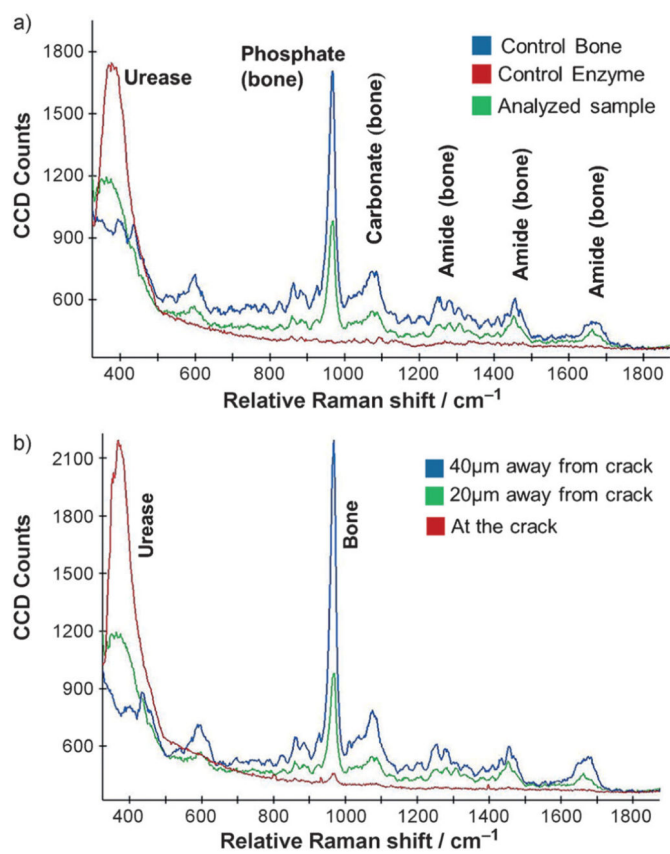 a)
1800
1500
1200
900
600
CCD Counts
Urease
Phosphate
(bone)
Carbonate (bone)
Amide (bone)
Amide (bone)
Amide (bone)
Control Bone
Control Enzyme
Analyzed sample
400 600 800 1000 1200 1400 1600 1800
Relative Raman shift / cm⁻¹
b)
2100
1800
1500
1200
900
600
CCD Counts
Urease
Bone
40µm away from crack
20µm away from crack
At the crack
400 600 800 1000 1200 1400 1600 1800
Relative Raman shift / cm⁻¹